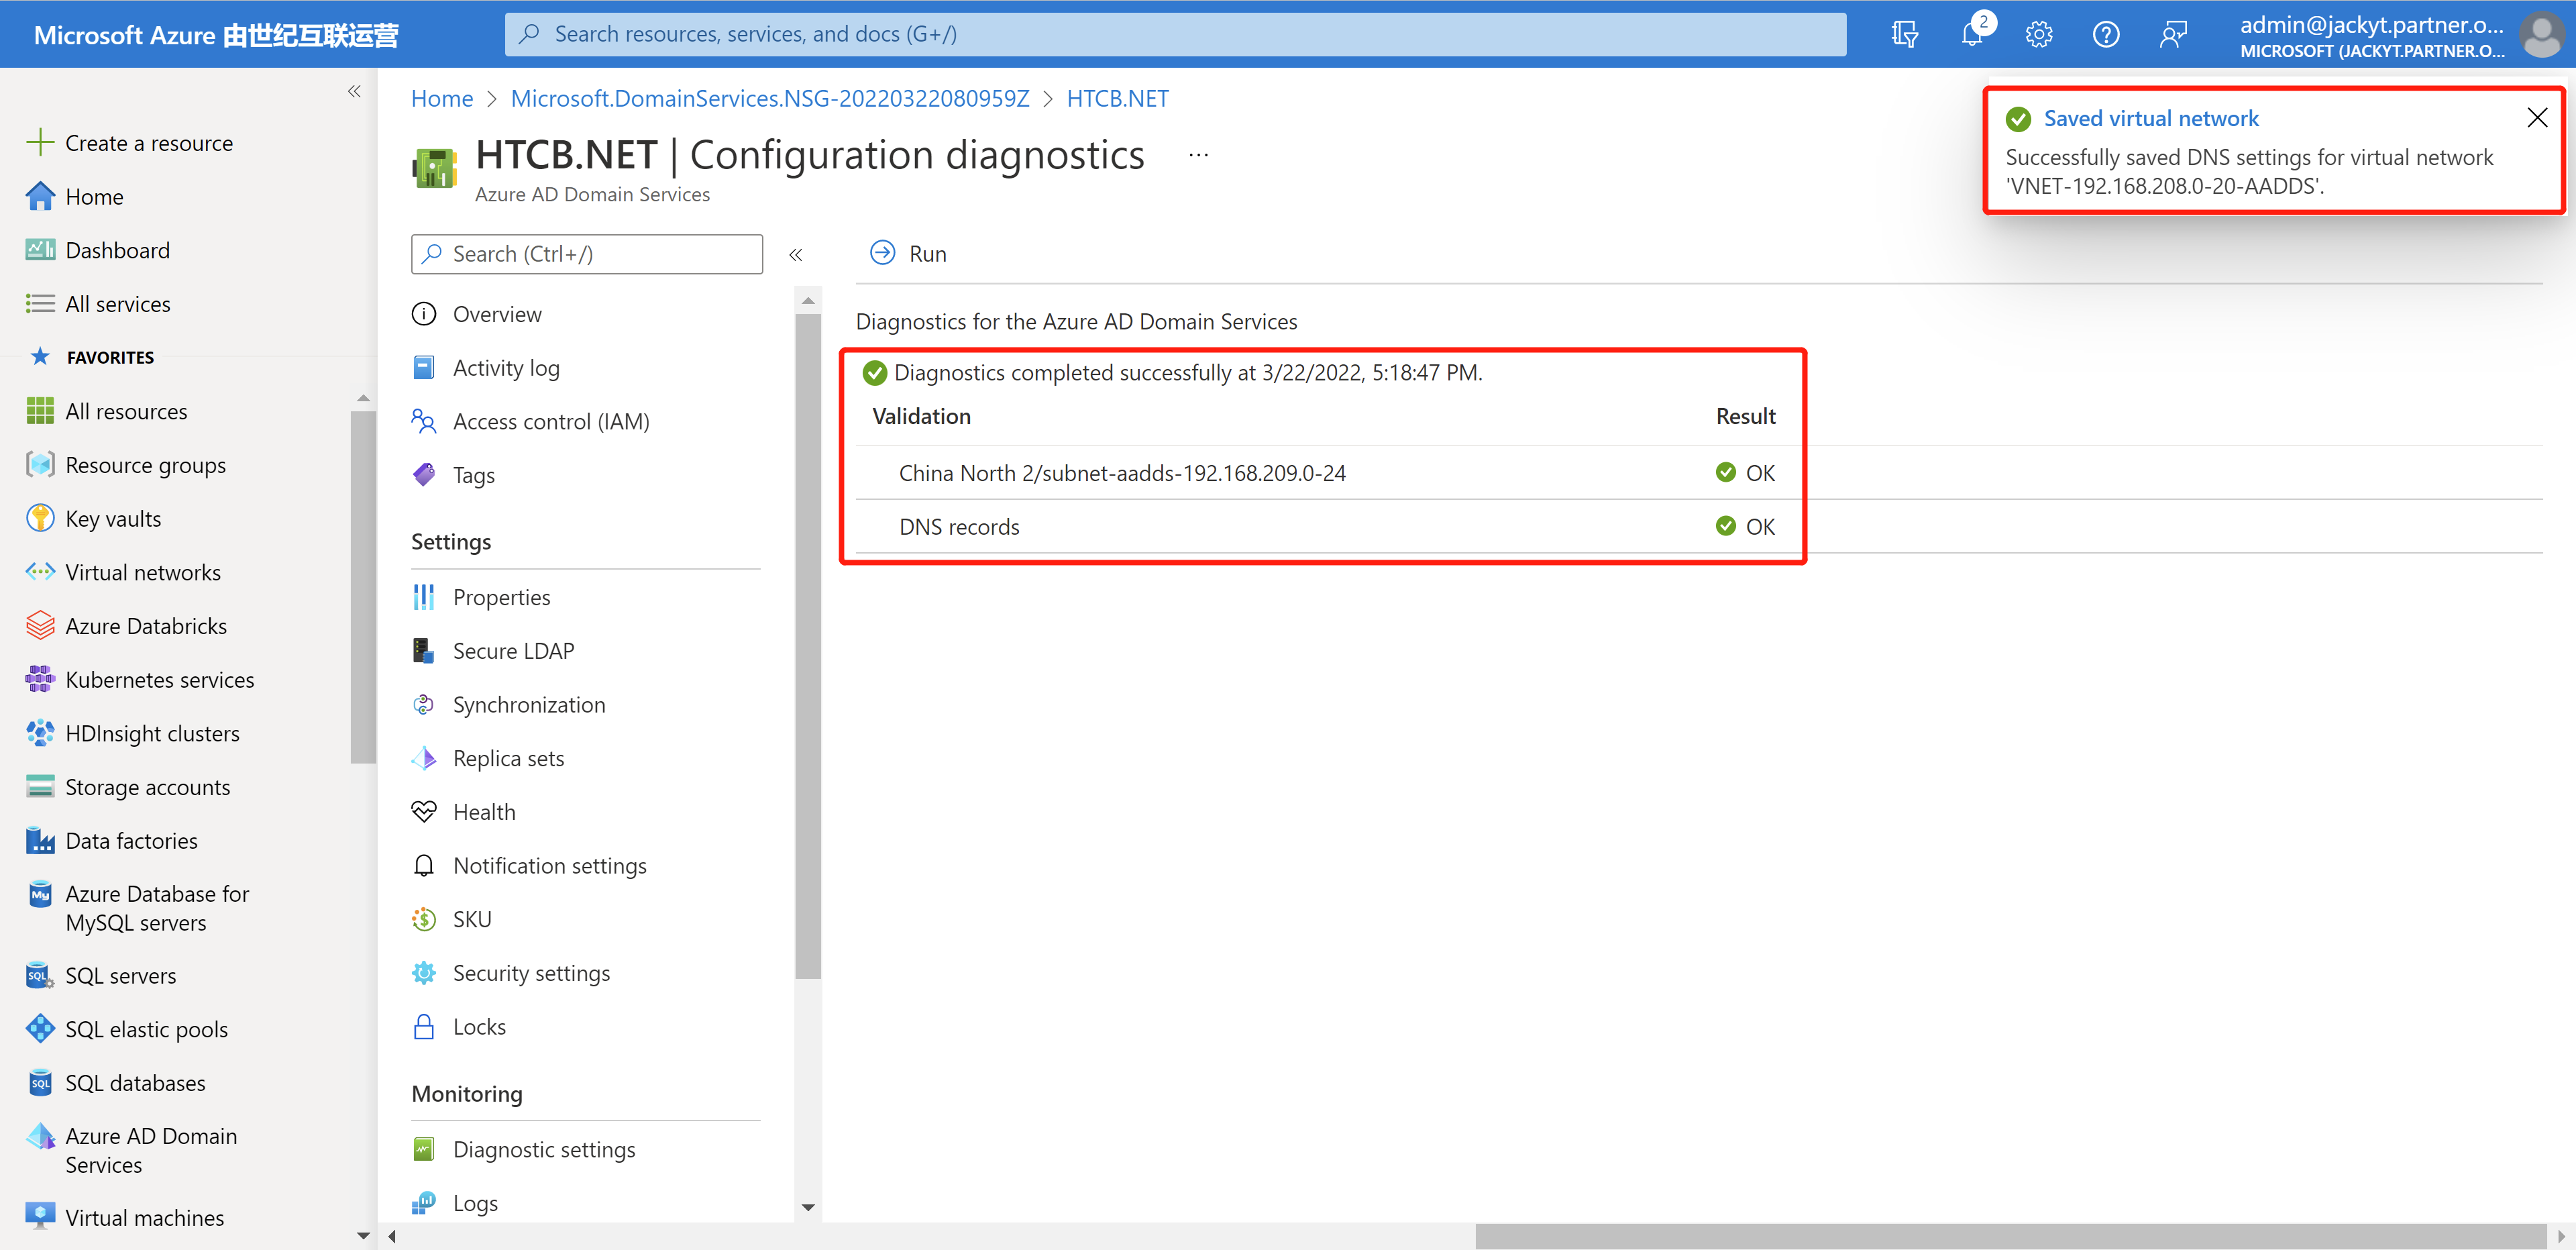 Microsoft Azure 由世纪互联运营
Search resources, services, and docs (G+/)
2
admin@jackyt.partner.o...
MICROSOFT (JACKYT.PARTNER.O...
Create a resource
Home
Dashboard
All services
FAVORITES
All resources
Resource groups
Key vaults
Virtual networks
Azure Databricks
Kubernetes services
HDInsight clusters
Storage accounts
Data factories
Azure Database for
MySQL servers
SQL servers
SQL elastic pools
SQL databases
Azure AD Domain
Services
Virtual machines
Home > Microsoft.DomainServices.NSG-20220322080959Z > HTCB.NET
HTCB.NET | Configuration diagnostics ...
Azure AD Domain Services
Search (Ctrl+/)
Overview
Activity log
Access control (IAM)
Tags
Settings
Properties
Secure LDAP
Synchronization
Replica sets
Health
Notification settings
SKU
Security settings
Locks
Monitoring
Diagnostic settings
Logs
Run
Diagnostics for the Azure AD Domain Services
Diagnostics completed successfully at 3/22/2022, 5:18:47 PM.
Validation Result
China North 2/subnet-aadds-192.168.209.0-24 OK
DNS records OK
Saved virtual network
Successfully saved DNS settings for virtual network
'VNET-192.168.208.0-20-AADDS'.